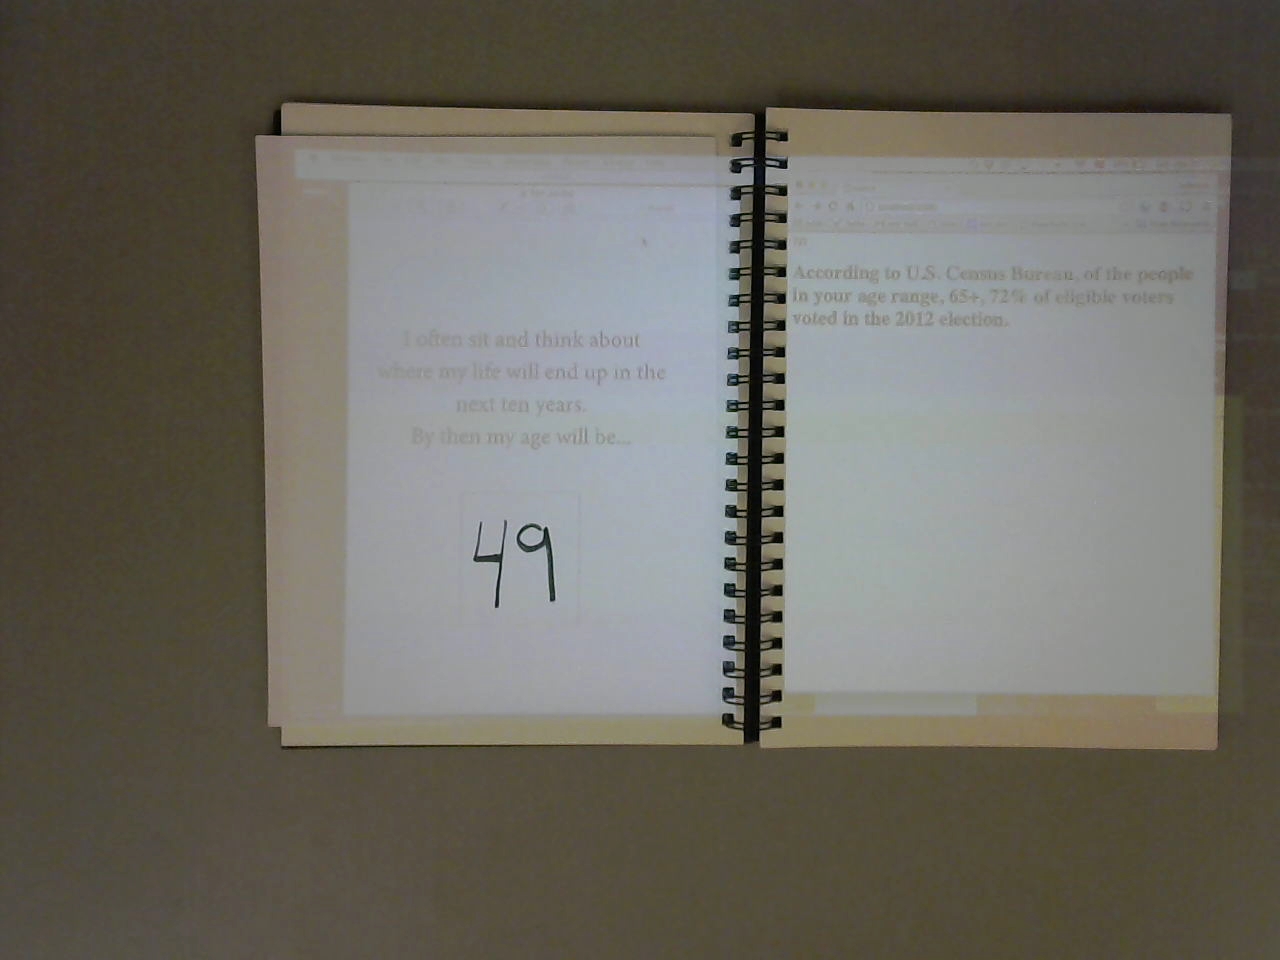 I often sit and think about
where my life will end up in the
next ten years.
By then my age will be...
49
According to U.S. Census Bureau, of the people
in your age range, 65+, 72% of eligible voters
voted in the 2012 election.